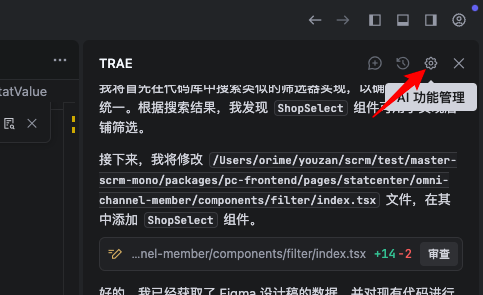 TRAE
tatValue
AI 功能管理
我将首先在代码库中搜索类似的筛选器实现，以确
统一。根据搜索结果，我发现 ShopSelect 组件可用于实现店
铺筛选。
接下来，我将修改 /Users/orime/youzan/scrm/test/master-
scrm-mono/packages/pc-frontend/pages/statcenter/omni-
channel-member/components/filter/index.tsx 文件，在其
中添加 ShopSelect 组件。
...nel-member/components/filter/index.tsx +14 -2 审查
好的，我已经获取了 Figma 设计稿的数据，并对现有代码进行